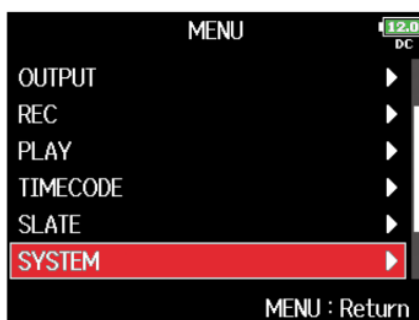 MENU
12.0
DC
OUTPUT
REC
PLAY
TIMECODE
SLATE
SYSTEM
MENU : Return